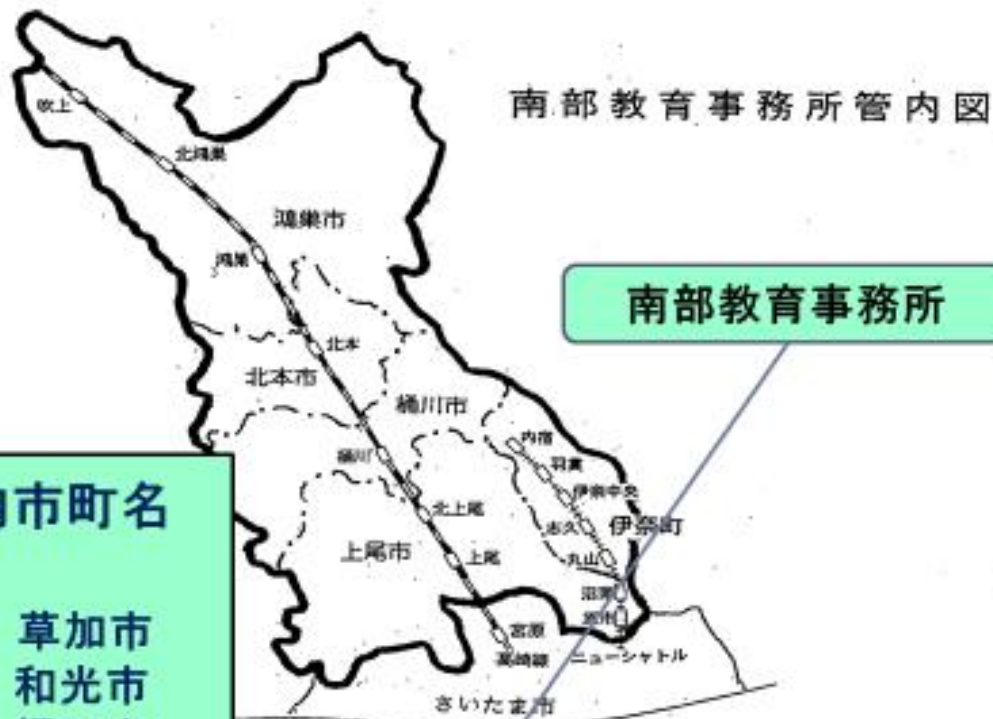 南部教育事務所管内図
吹上
北鴻巣
鴻巣市
鴻巣
南部教育事務所
北本
北本市
桶川市
桶川
内宿
羽貫
伊奈中央
北上尾
志久
伊奈町
上尾市
上尾
丸山
沼南
原市
宮原
高崎線
ニューシャトル
さいたま市
市町名
草加市
和光市